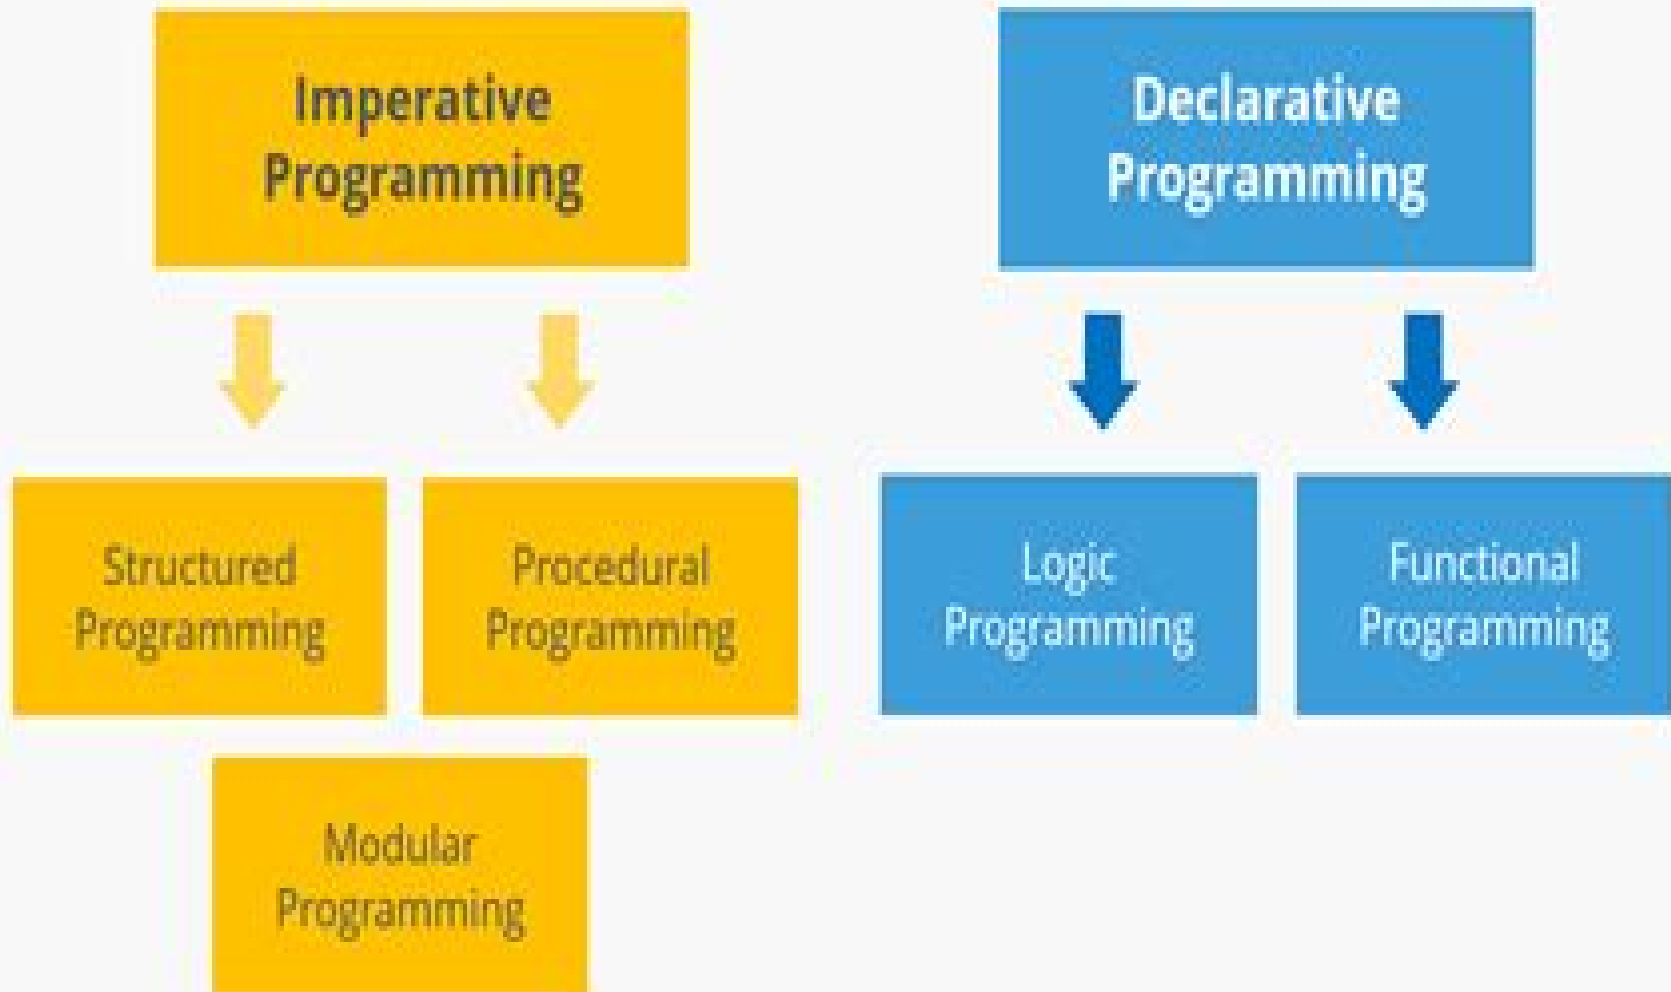 Imperative
Programming
Declarative
Programming
Structured
Programming
Procedural
Programming
Logic
Programming
Functional
Programming
Modular
Programming